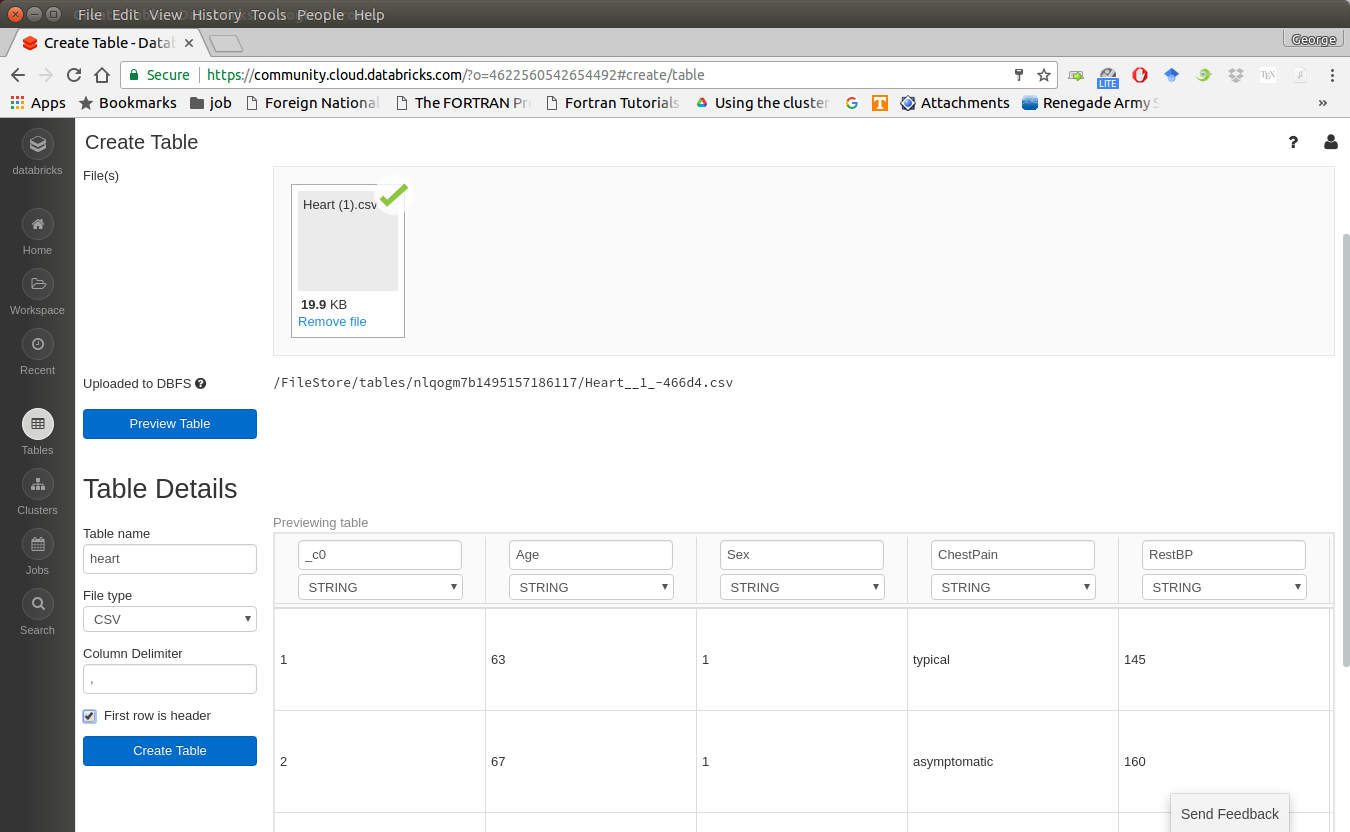 File Edit View History Tools People Help
Create Table - Datab
George
Secure https://community.cloud.databricks.com/?o=4622560542654492#create/table
LITE
TEX
Apps Bookmarks job Foreign National The FORTRAN Pr Fortran Tutorials Using the cluster Attachments Renegade Army S »
databricks
Create Table
?
File(s)
Heart (1).csv
19.9 KB
Remove file
Home
Workspace
Recent
Uploaded to DBFS ?
/FileStore/tables/nlqogm7b1495157186117/Heart__1_-466d4.csv
Preview Table
Tables
Clusters
Jobs
Search
Table Details
Table name
heart
File type
CSV
Column Delimiter
,
First row is header
Create Table
Previewing table
_c0 Age Sex ChestPain RestBP
STRING STRING STRING STRING STRING
1 63 1 typical 145
2 67 1 asymptomatic 160
Send Feedback